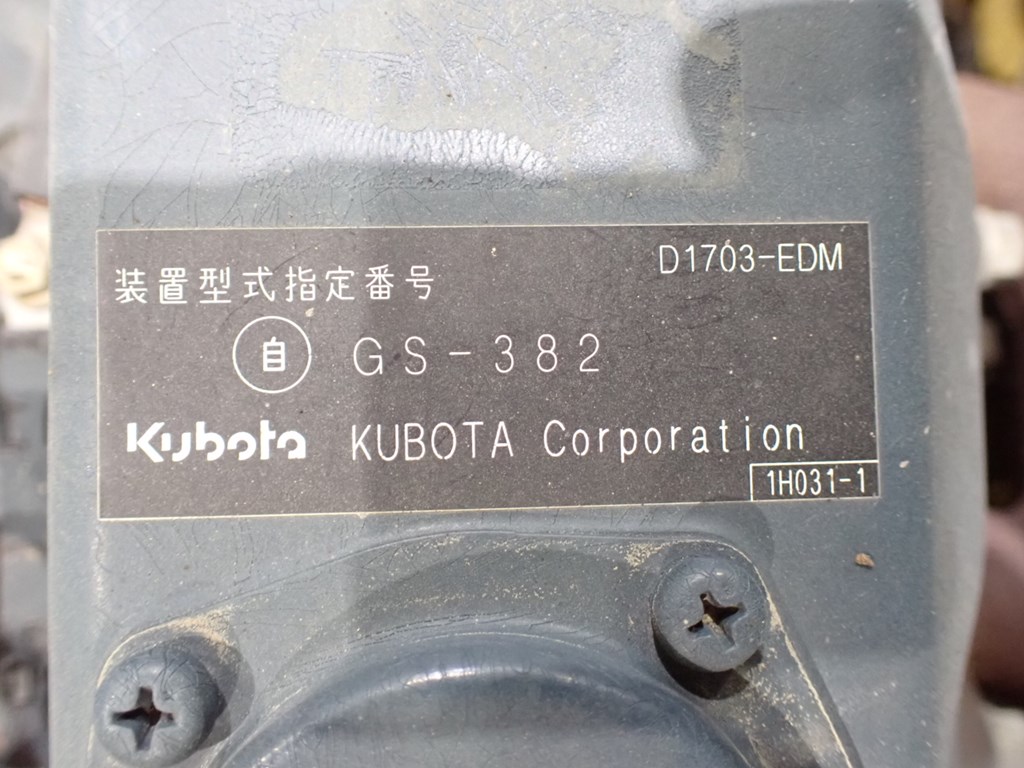 D1703-EDM
装置型式指定番号
自 GS-382
Kubota KUBOTA Corporation
1H031-1